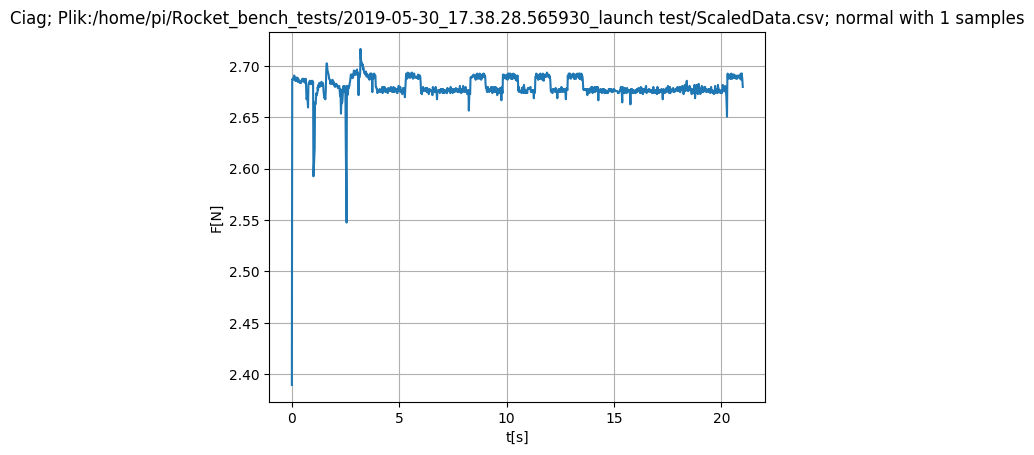 Ciag; Plik:/home/pi/Rocket_bench_tests/2019-05-30_17.38.28.565930_launch test/ScaledData.csv; normal with 1 samples
2.70
2.65
2.60
2.55
2.50
2.45
2.40
F[N]
0 5 10 15 20
t[s]